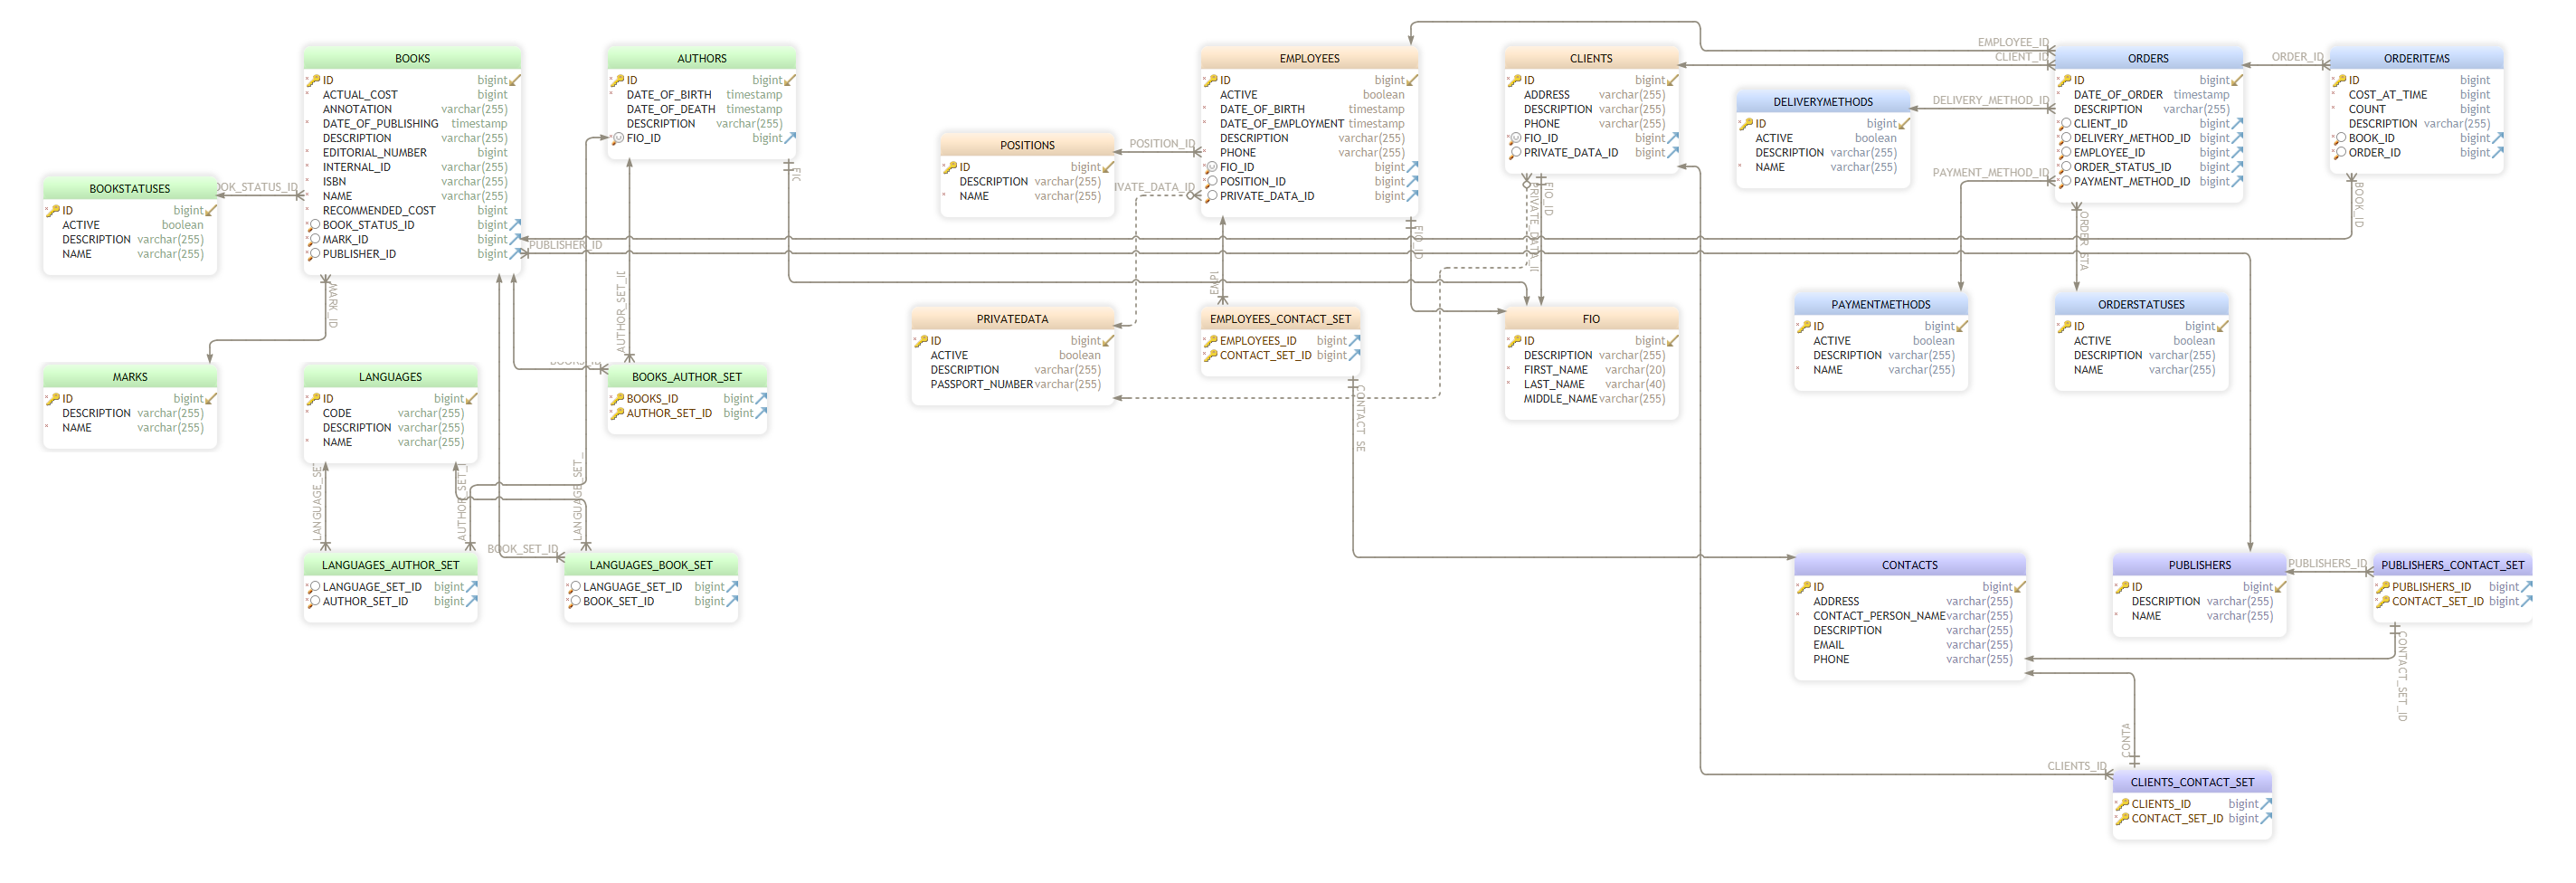 BOOKS
ID bigint
ACTUAL_COST bigint
ANNOTATION varchar(255)
DATE_OF_PUBLISHING timestamp
DESCRIPTION varchar(255)
EDITORIAL_NUMBER bigint
INTERNAL_ID varchar(255)
ISBN varchar(255)
NAME varchar(255)
RECOMMENDED_COST bigint
BOOK_STATUS_ID bigint
MARK_ID bigint
PUBLISHER_ID bigint
AUTHORS
ID bigint
DATE_OF_BIRTH timestamp
DATE_OF_DEATH timestamp
DESCRIPTION varchar(255)
FIO_ID bigint
BOOKSTATUSES
ID bigint
ACTIVE boolean
DESCRIPTION varchar(255)
NAME varchar(255)
OOK_STATUS_ID
PUBLISHER_ID
MARK_ID
AUTHOR_SET_I
MARKS
ID bigint
DESCRIPTION varchar(255)
NAME varchar(255)
LANGUAGES
ID bigint
CODE varchar(255)
DESCRIPTION varchar(255)
NAME varchar(255)
BOOKS_AUTHOR_SET
BOOKS_ID bigint
AUTHOR_SET_ID bigint
LANGUAGE_SE
AUTHOR_SET_I
LANGUAGE_SET_
BOOK_SET_ID
LANGUAGES_AUTHOR_SET
LANGUAGE_SET_ID bigint
AUTHOR_SET_ID bigint
LANGUAGES_BOOK_SET
LANGUAGE_SET_ID bigint
BOOK_SET_ID bigint
EMPLOYEES
ID bigint
ACTIVE boolean
DATE_OF_BIRTH timestamp
DATE_OF_EMPLOYMENT timestamp
DESCRIPTION varchar(255)
PHONE varchar(255)
FIO_ID bigint
POSITION_ID bigint
PRIVATE_DATA_ID bigint
CLIENTS
ID bigint
ADDRESS varchar(255)
DESCRIPTION varchar(255)
PHONE varchar(255)
FIO_ID bigint
PRIVATE_DATA_ID bigint
POSITIONS
ID bigint
DESCRIPTION varchar(255)
NAME varchar(255)
POSITION_ID
IVATE_DATA_ID
FIO_ID
FIO_ID
PRIVATE_DATA_I
PRIVATEDATA
ID bigint
ACTIVE boolean
DESCRIPTION varchar(255)
PASSPORT_NUMBER varchar(255)
EMPLOYEES_CONTACT_SET
EMPLOYEES_ID bigint
CONTACT_SET_ID bigint
CONTACT_SE
FIO
ID bigint
DESCRIPTION varchar(255)
FIRST_NAME varchar(20)
LAST_NAME varchar(40)
MIDDLE_NAME varchar(255)
DELIVERYMETHODS
ID bigint
ACTIVE boolean
DESCRIPTION varchar(255)
NAME varchar(255)
EMPLOYEE_ID
CLIENT_ID
DELIVERY_METHOD_ID
PAYMENT_METHOD_ID
ORDERS
ID bigint
DATE_OF_ORDER timestamp
DESCRIPTION varchar(255)
CLIENT_ID bigint
DELIVERY_METHOD_ID bigint
EMPLOYEE_ID bigint
ORDER_STATUS_ID bigint
PAYMENT_METHOD_ID bigint
ORDER_ID
ORDERITEMS
ID bigint
COST_AT_TIME bigint
COUNT bigint
DESCRIPTION varchar(255)
BOOK_ID bigint
ORDER_ID bigint
BOOK_ID
ORDER_STA
PAYMENTMETHODS
ID bigint
ACTIVE boolean
DESCRIPTION varchar(255)
NAME varchar(255)
ORDERSTATUSES
ID bigint
ACTIVE boolean
DESCRIPTION varchar(255)
NAME varchar(255)
CONTACTS
ID bigint
ADDRESS varchar(255)
CONTACT_PERSON_NAME varchar(255)
DESCRIPTION varchar(255)
EMAIL varchar(255)
PHONE varchar(255)
PUBLISHERS
ID bigint
DESCRIPTION varchar(255)
NAME varchar(255)
PUBLISHERS_ID
PUBLISHERS_CONTACT_SET
PUBLISHERS_ID bigint
CONTACT_SET_ID bigint
CONTACT_SET_ID
CONTA
CLIENTS_ID
CLIENTS_CONTACT_SET
CLIENTS_ID bigint
CONTACT_SET_ID bigint